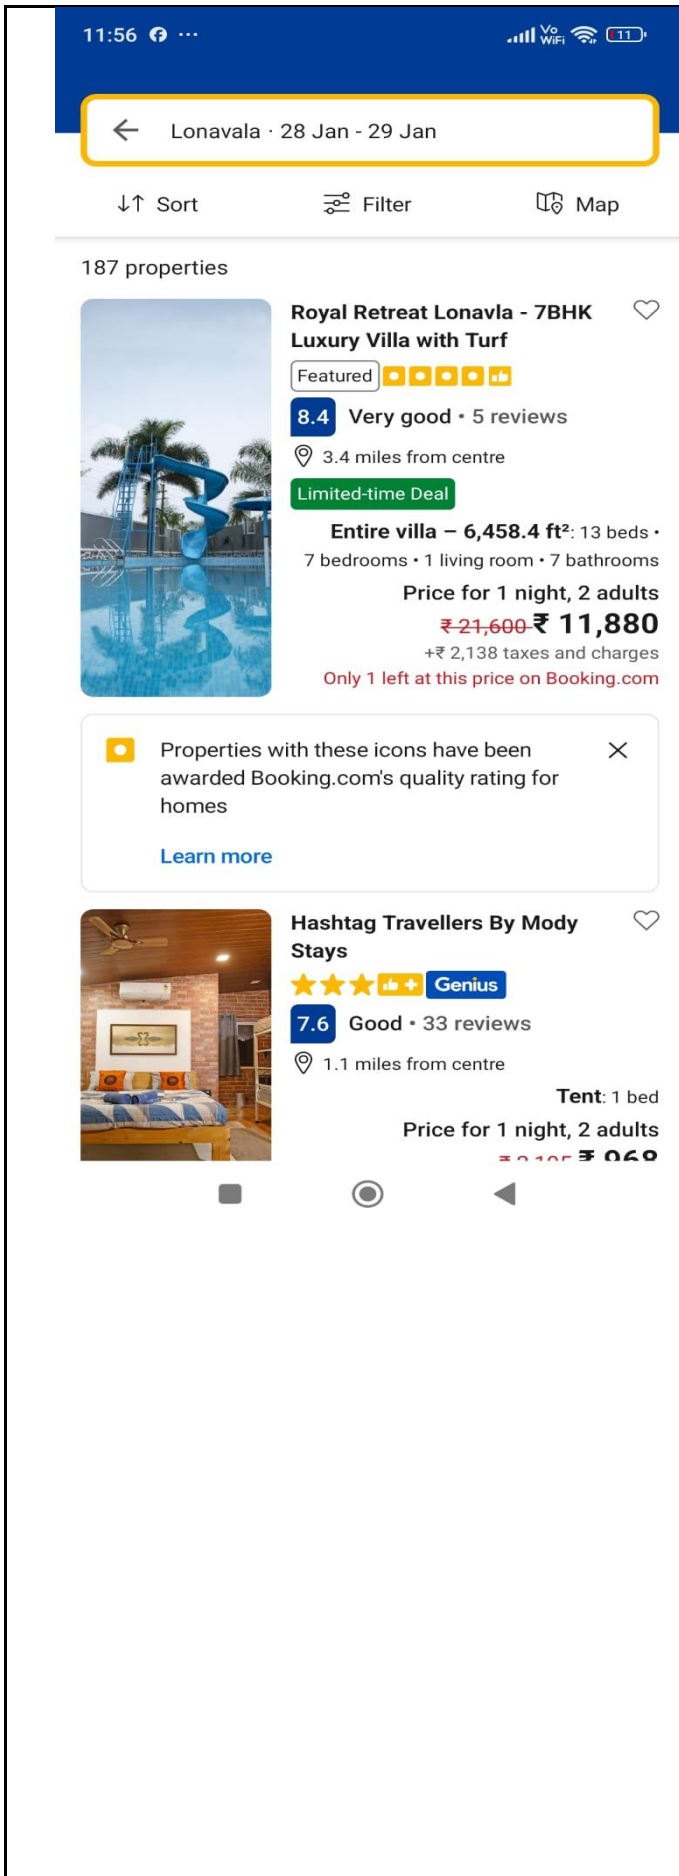 11:56 ...
Vo
WiFi
11
Lonavala · 28 Jan - 29 Jan
Sort
Filter
Map
187 properties
Royal Retreat Lonavla - 7BHK
Luxury Villa with Turf
Featured
8.4 Very good • 5 reviews
3.4 miles from centre
Limited-time Deal
Entire villa – 6,458.4 ft²: 13 beds •
7 bedrooms • 1 living room • 7 bathrooms
Price for 1 night, 2 adults
₹ 21,600 ₹ 11,880
+₹ 2,138 taxes and charges
Only 1 left at this price on Booking.com
Properties with these icons have been
awarded Booking.com's quality rating for
homes
Learn more
Hashtag Travellers By Mody
Stays
Genius
7.6 Good • 33 reviews
1.1 miles from centre
Tent: 1 bed
Price for 1 night, 2 adults
₹ 968